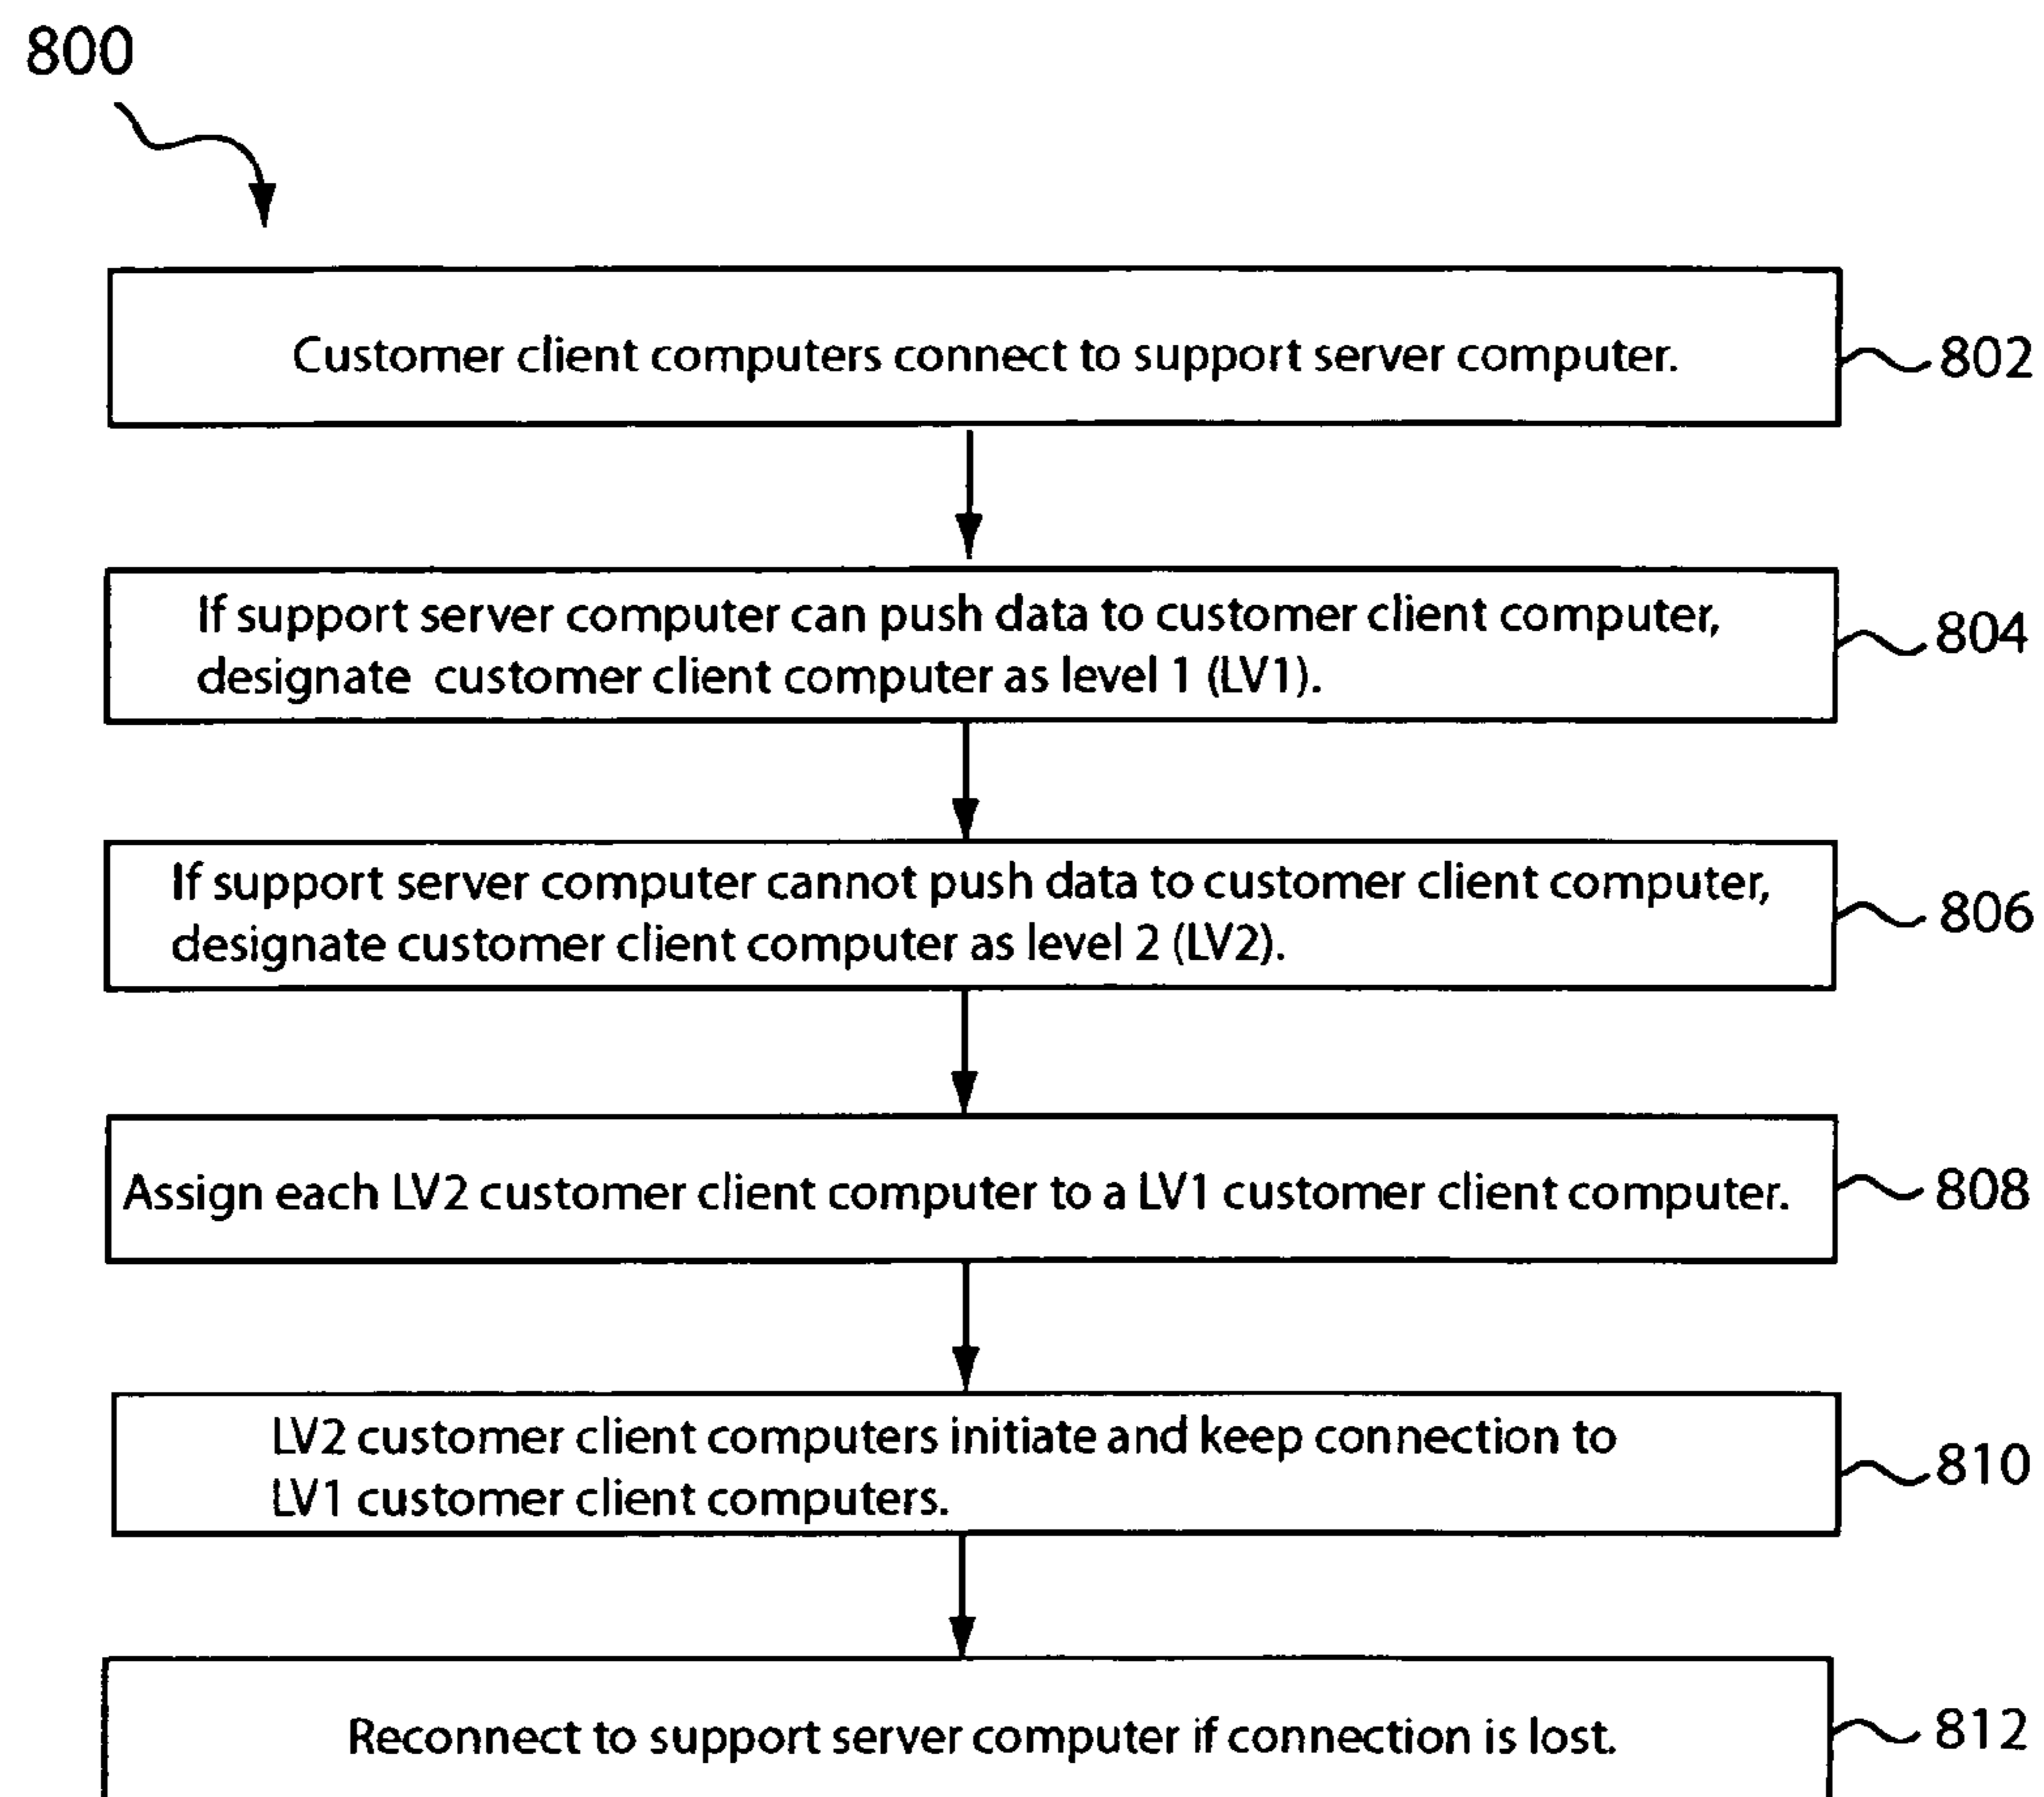 800
Customer client computers connect to support server computer.
802
If support server computer can push data to customer client computer,
designate customer client computer as level 1 (LV1).
804
If support server computer cannot push data to customer client computer,
designate customer client computer as level 2 (LV2).
806
Assign each LV2 customer client computer to a LV1 customer client computer.
808
LV2 customer client computers initiate and keep connection to
LV1 customer client computers.
810
Reconnect to support server computer if connection is lost.
812